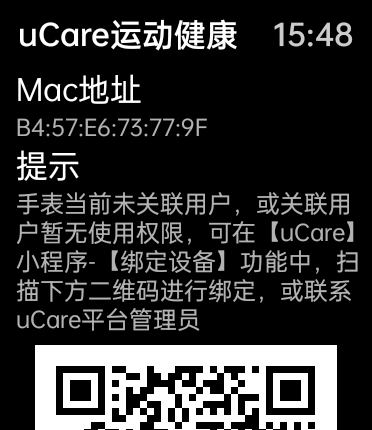 uCare运动健康 15:48
Mac地址
B4:57:E6:73:77:9F
提示
手表当前未关联用户，或关联用
户暂无使用权限，可在【uCare】
小程序-【绑定设备】功能中，扫
描下方二维码进行绑定，或联系
uCare平台管理员